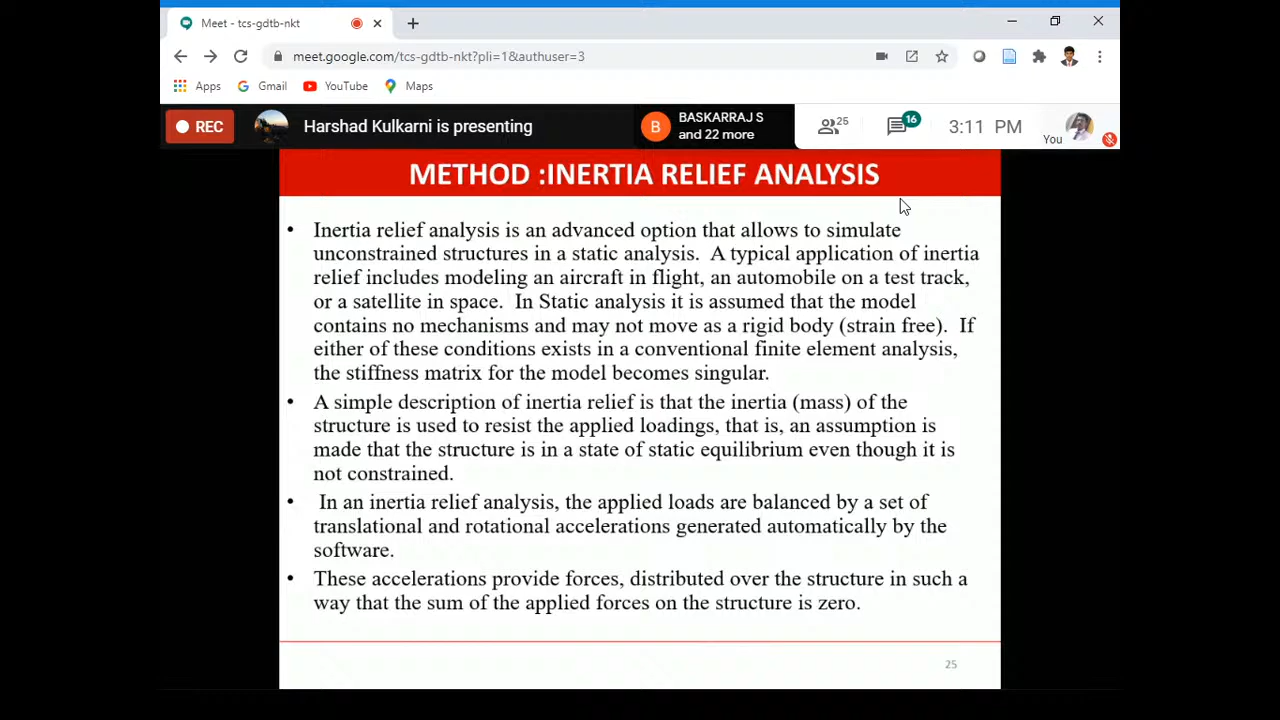 Meet - tcs-gdtb-nkt
meet.google.com/tcs-gdtb-nkt?pli=1&authuser=3
Apps Gmail YouTube Maps
REC Harshad Kulkarni is presenting
B BASKARRAJ S
and 22 more
25 16 3:11 PM You
METHOD :INERTIA RELIEF ANALYSIS
• Inertia relief analysis is an advanced option that allows to simulate
unconstrained structures in a static analysis. A typical application of inertia
relief includes modeling an aircraft in flight, an automobile on a test track,
or a satellite in space. In Static analysis it is assumed that the model
contains no mechanisms and may not move as a rigid body (strain free). If
either of these conditions exists in a conventional finite element analysis,
the stiffness matrix for the model becomes singular.
• A simple description of inertia relief is that the inertia (mass) of the
structure is used to resist the applied loadings, that is, an assumption is
made that the structure is in a state of static equilibrium even though it is
not constrained.
• In an inertia relief analysis, the applied loads are balanced by a set of
translational and rotational accelerations generated automatically by the
software.
• These accelerations provide forces, distributed over the structure in such a
way that the sum of the applied forces on the structure is zero.
25